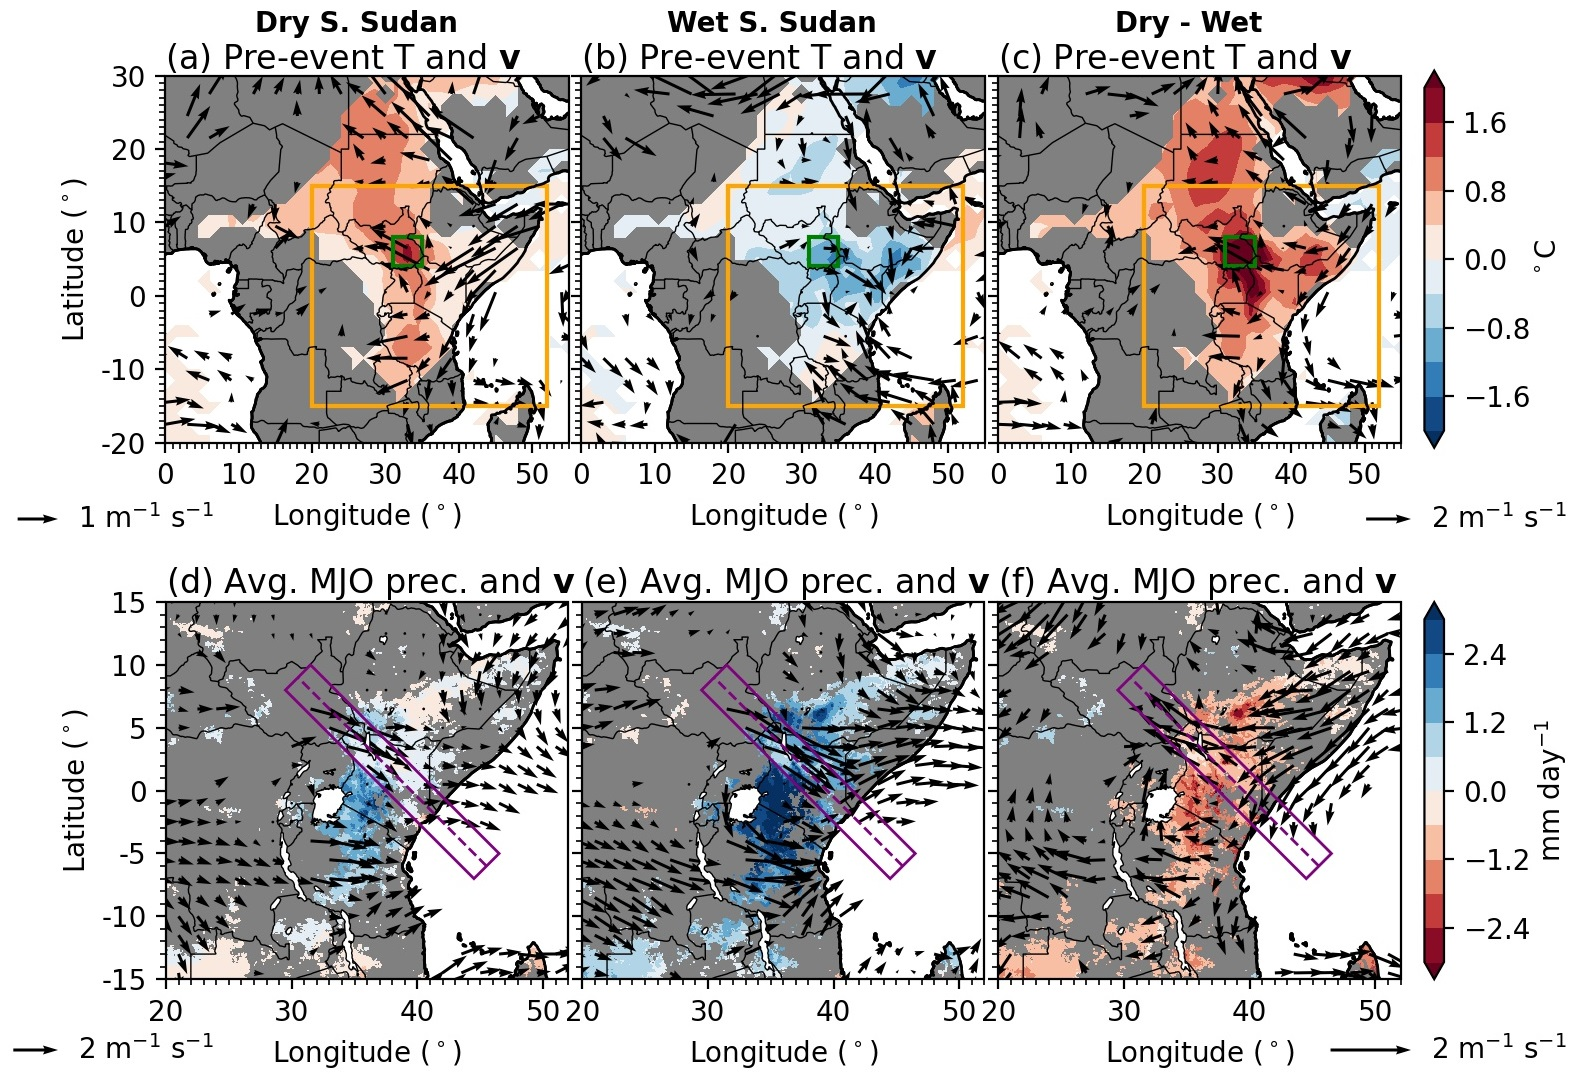 Dry S. Sudan Wet S. Sudan Dry - Wet
(a) Pre-event T and v (b) Pre-event T and v (c) Pre-event T and v
30
20
10
0
-10
-20
Latitude (°)
0 10 20 30 40 50 0 10 20 30 40 50 0 10 20 30 40 50
Longitude (°) Longitude (°) Longitude (°)
1.6
0.8
0.0
−0.8
−1.6
°C
1 m⁻¹ s⁻¹ 2 m⁻¹ s⁻¹
(d) Avg. MJO prec. and v (e) Avg. MJO prec. and v (f) Avg. MJO prec. and v
15
10
5
0
-5
-10
-15
Latitude (°)
20 30 40 50 20 30 40 50 20 30 40 50
Longitude (°) Longitude (°) Longitude (°)
2.4
1.2
0.0
−1.2
−2.4
mm day⁻¹
2 m⁻¹ s⁻¹ 2 m⁻¹ s⁻¹